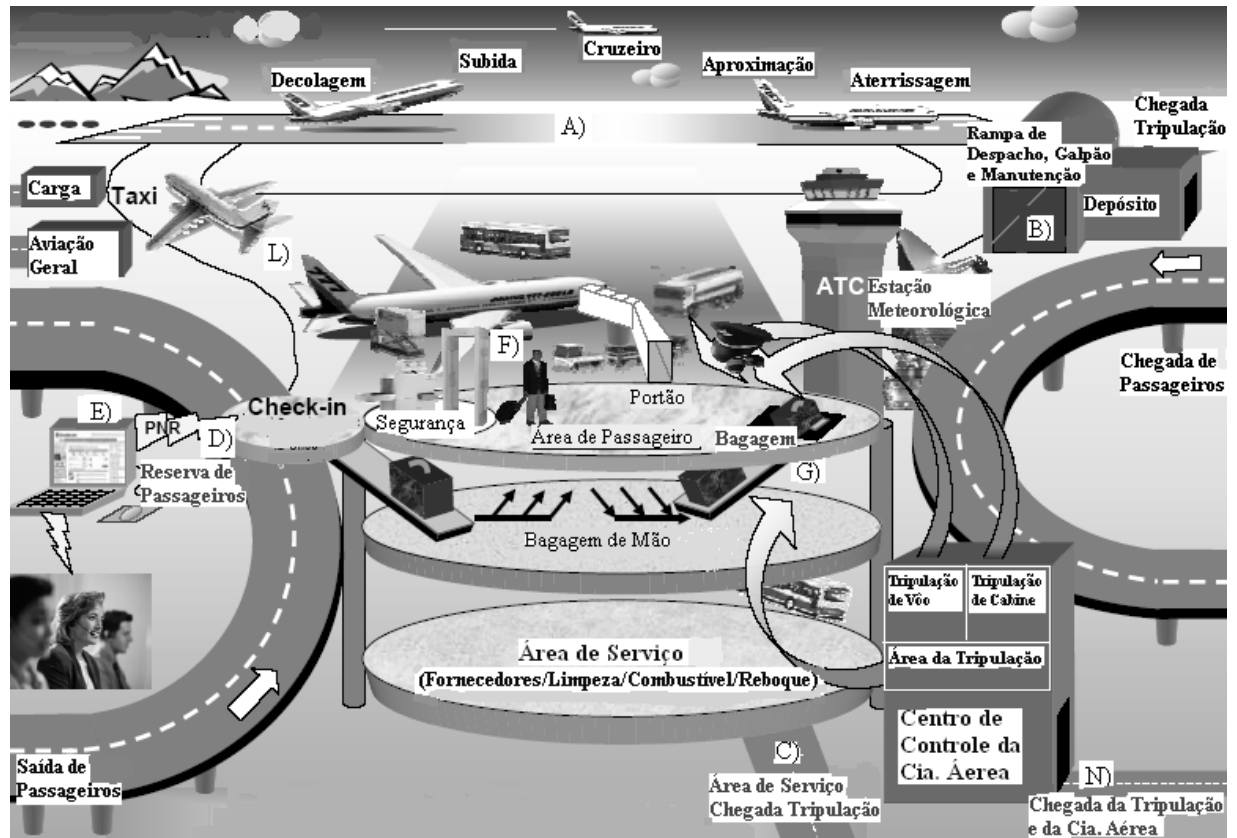 Cruzeiro
Subida
Decolagem
Aproximação
Aterrissagem
A)
Chegada
Tripulação
Rampa de
Despacho, Galpão
e Manutenção
Depósito
B)
Carga
Taxi
Aviação
Geral
L)
ATC
Estação
Meteorológica
Chegada de
Passageiros
F)
Portão
Segurança
Área de Passageiro
Bagagem
G)
Check-in
E)
PNR
D)
Reserva de
Passageiros
Bagagem de Mão
Tripulação
de Vôo
Tripulação
de Cabine
Área da Tripulação
Área de Serviço
(Fornecedores/Limpeza/Combustível/Reboque)
Centro de
Controle da
Cia. Áerea
Saída de
Passageiros
C)
Área de Serviço
Chegada Tripulação
N)
Chegada da Tripulação
e da Cia. Aérea